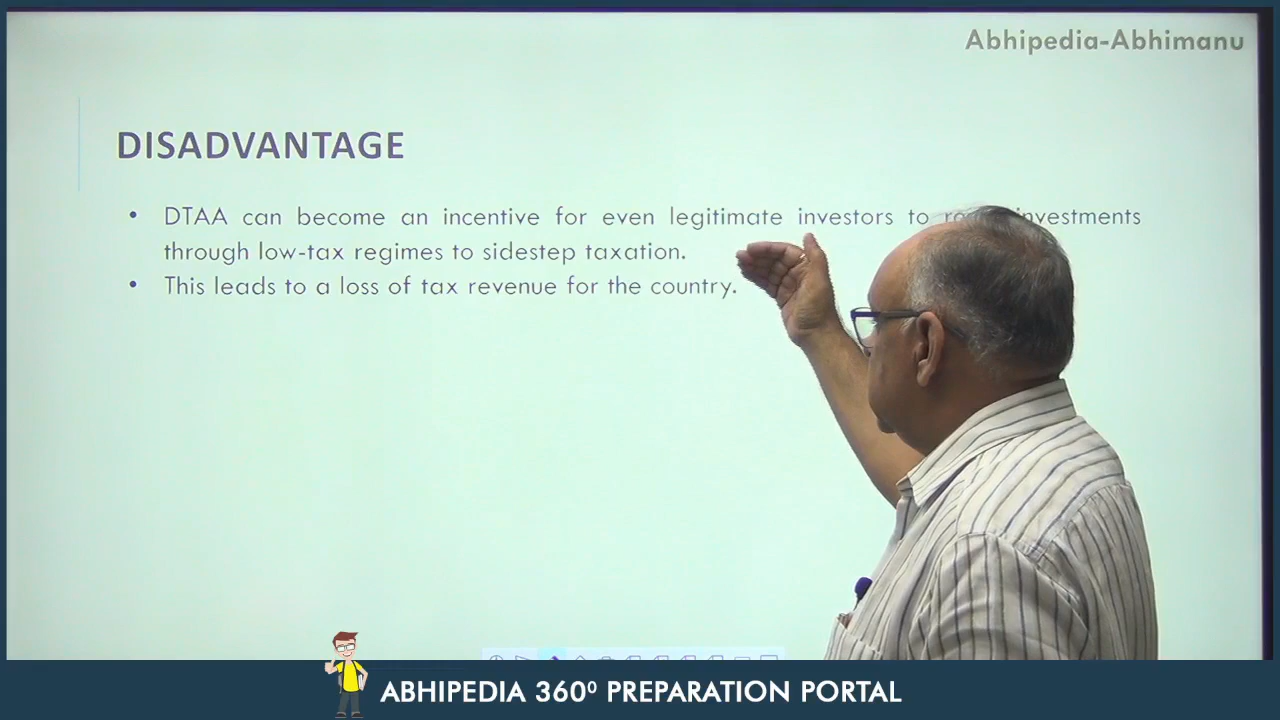 Abhipedia-Abhimanu
DISADVANTAGE
• DTAA can become an incentive for even legitimate investors to investments
through low-tax regimes to sidestep taxation.
• This leads to a loss of tax revenue for the country.
ABHIPEDIA 360⁰ PREPARATION PORTAL